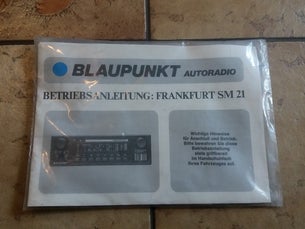 BLAUPUNKT AUTORADIO
BETRIEBSANLEITUNG: FRANKFURT SM 21
Wichtige Hinweise
für Anschluß und Betrieb.
Bitte bewahren Sie diese
Betriebsanleitung
stets griffbereit
im Handschuhfach
Ihres Fahrzeuges auf.